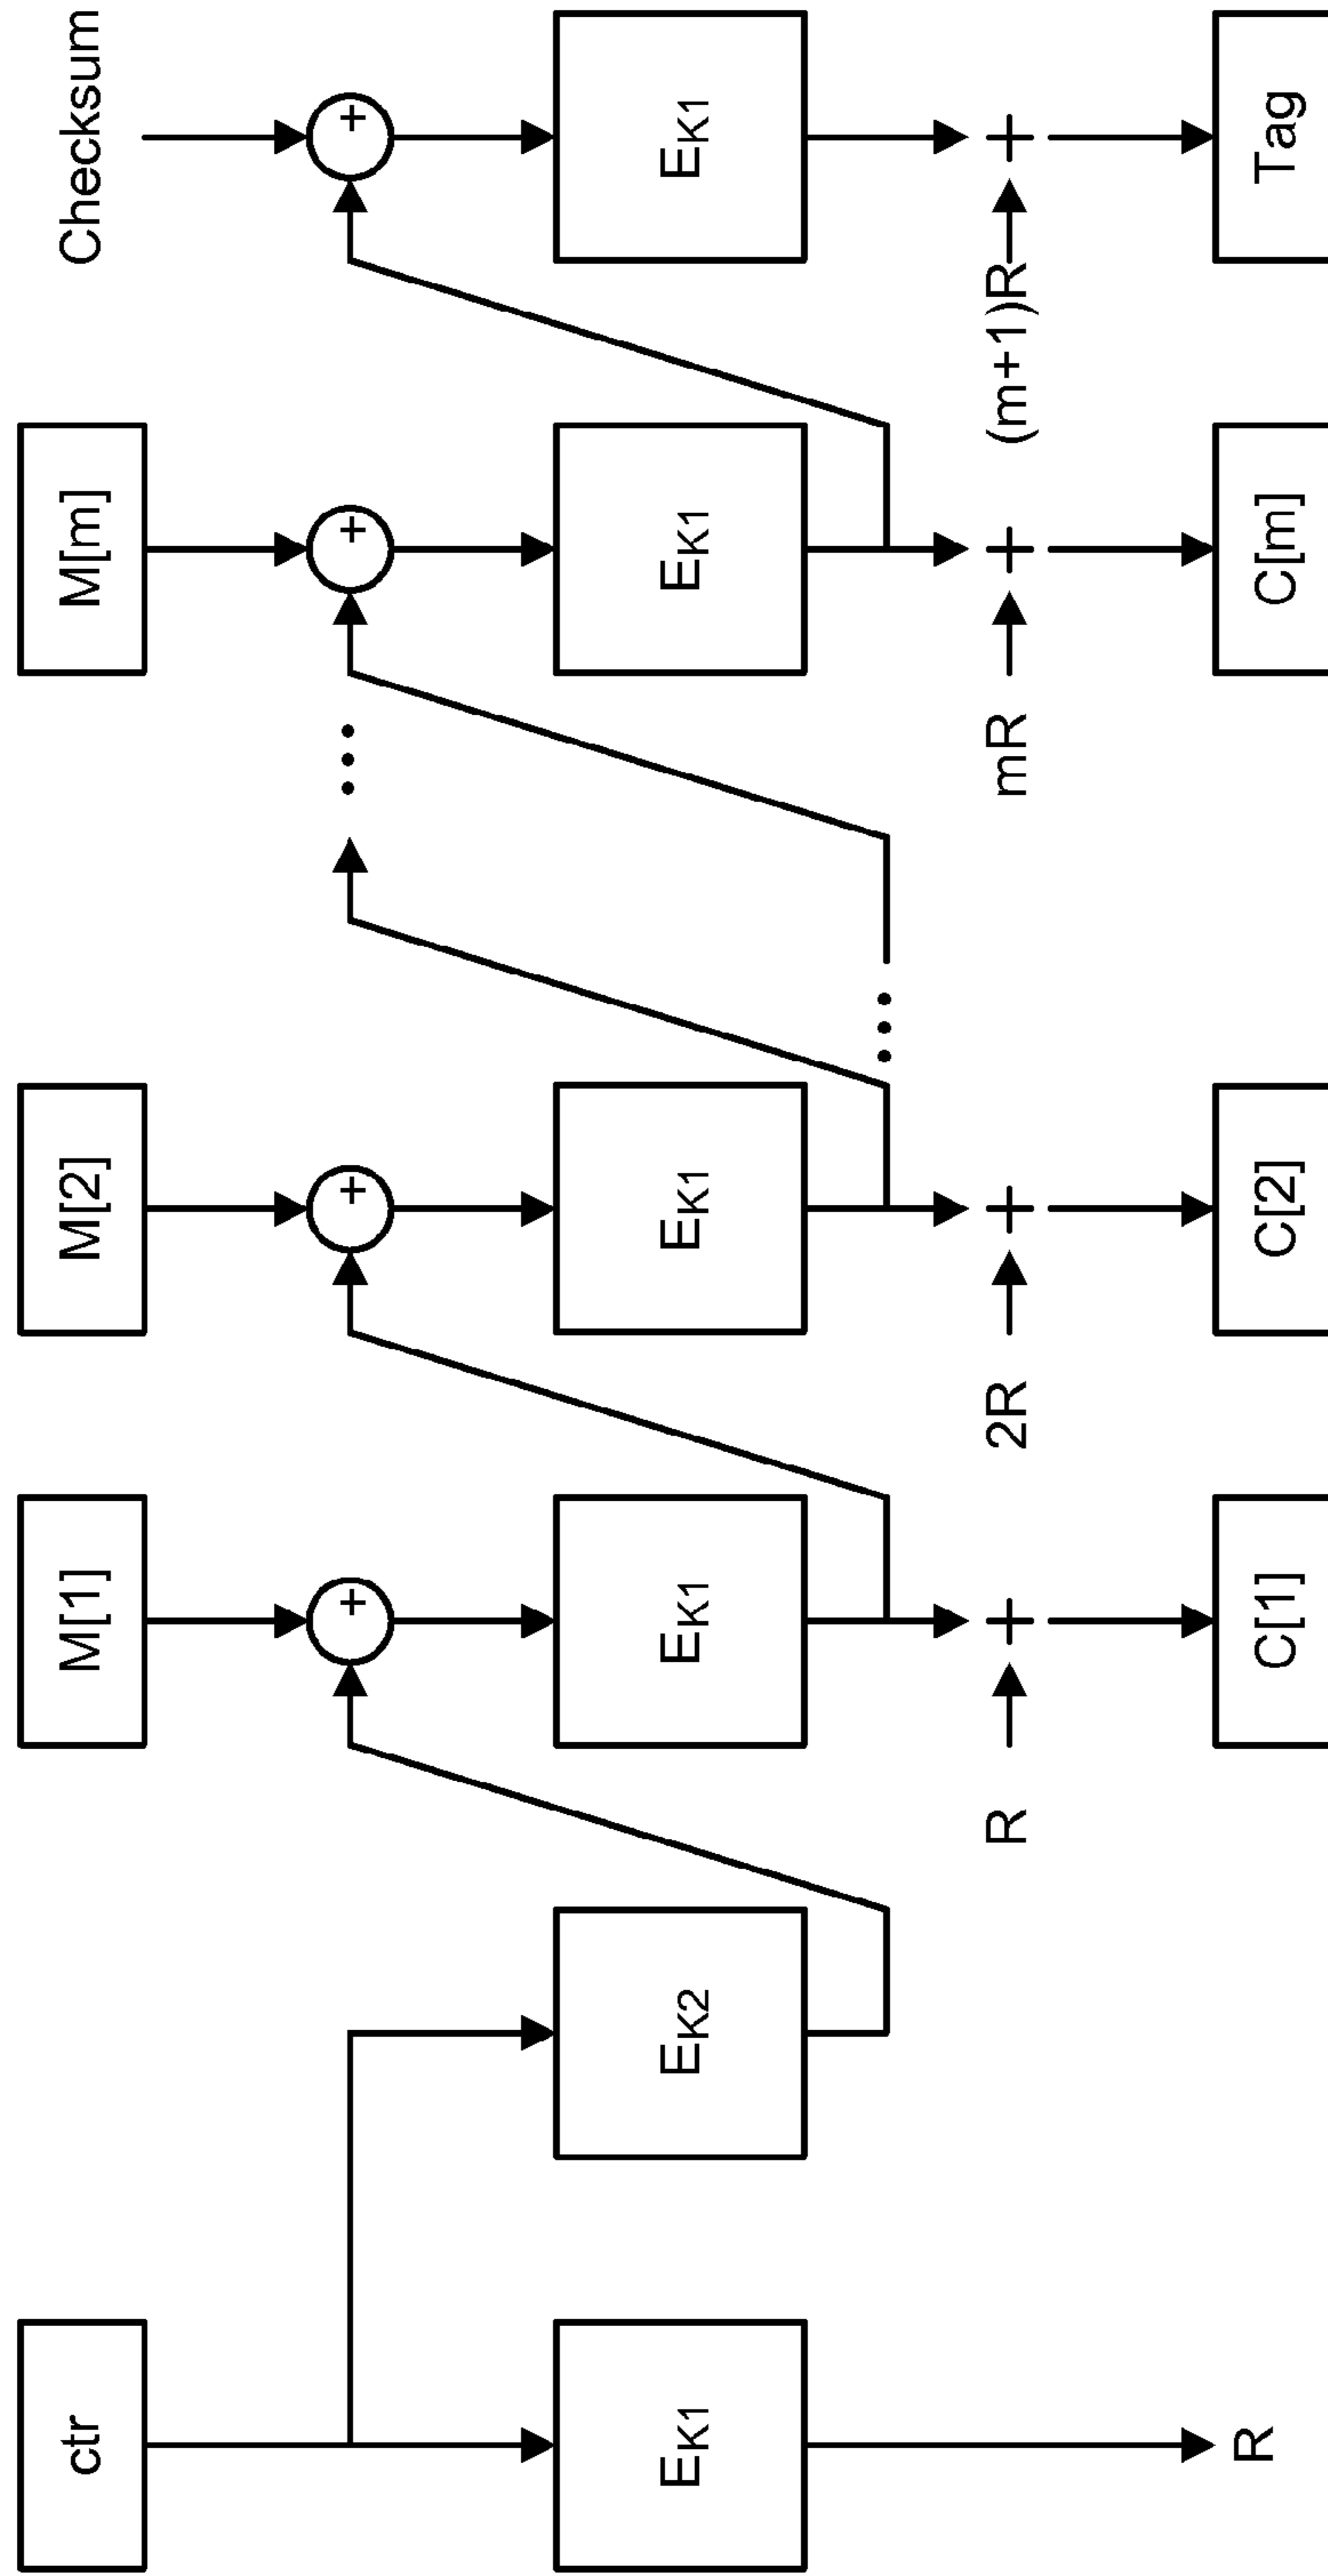 ctr
M[1]
M[2]
M[m]
Checksum
+
+
+
+
EK1
EK2
EK1
EK1
EK1
EK1
R
+
2R
+
mR
+
(m+1)R
+
R
C[1]
C[2]
C[m]
Tag